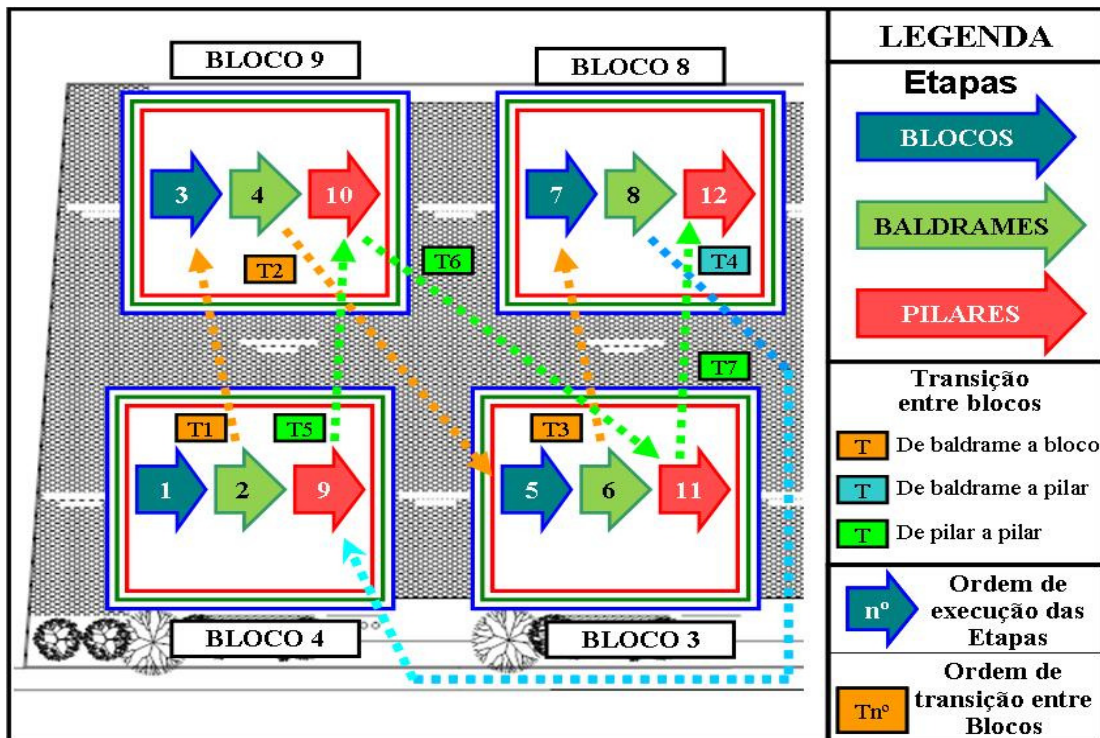 BLOCO 9
BLOCO 8
3
4
10
7
8
12
T2
T6
T4
T7
T1
T5
T3
1
2
9
5
6
11
BLOCO 4
BLOCO 3
LEGENDA
Etapas
BLOCOS
BALDRAMES
PILARES
Transição
entre blocos
T De baldrame a bloco
T De baldrame a pilar
T De pilar a pilar
nº
Ordem de
execução das
Etapas
Tnº
Ordem de
transição entre
Blocos